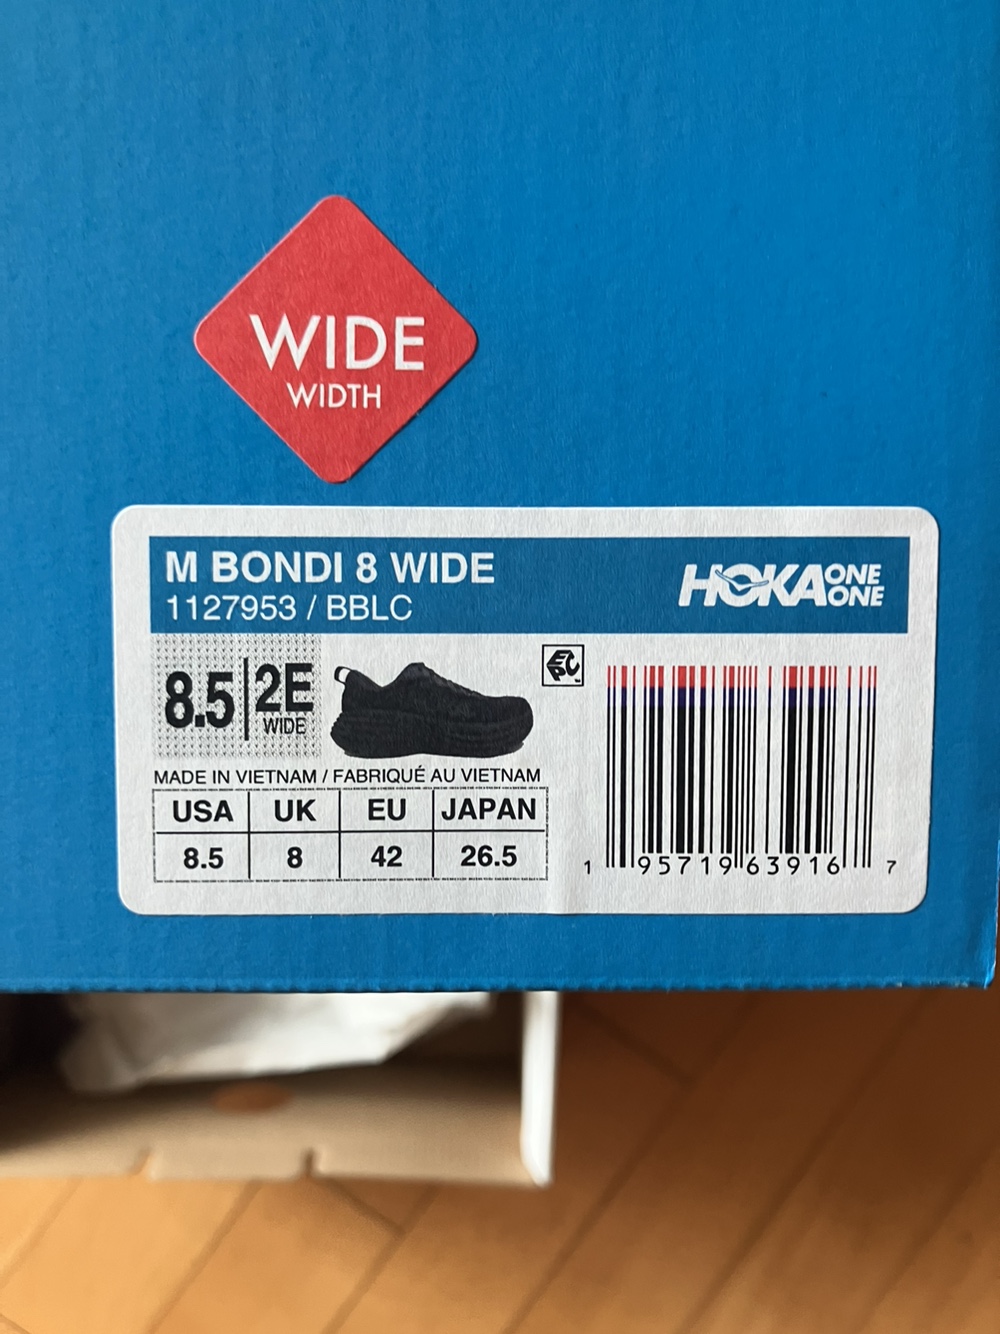 WIDE
WIDTH
M BONDI 8 WIDE
1127953 / BBLC
HOKA ONE ONE
8.5 2E WIDE
EPC
MADE IN VIETNAM / FABRIQUÉ AU VIETNAM
USA UK EU JAPAN
8.5 8 42 26.5
1 95719 63916 7